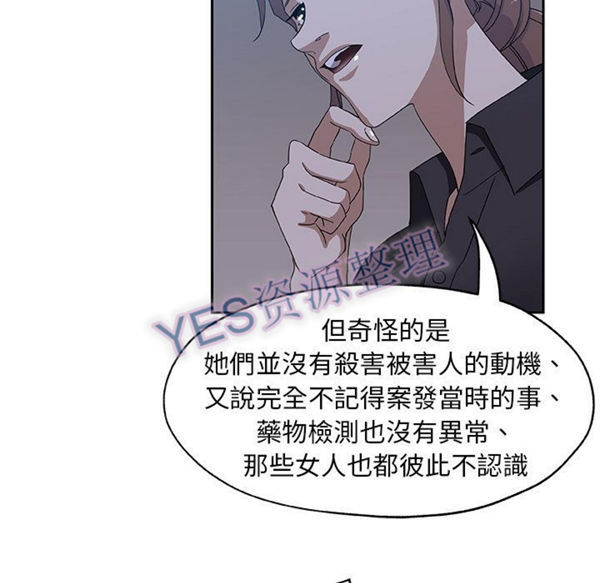 YES资源整理
但奇怪的是
她們並沒有殺害被害人的動機、
又說完全不記得案發當時的事、
藥物檢測也沒有異常、
那些女人也都彼此不認識